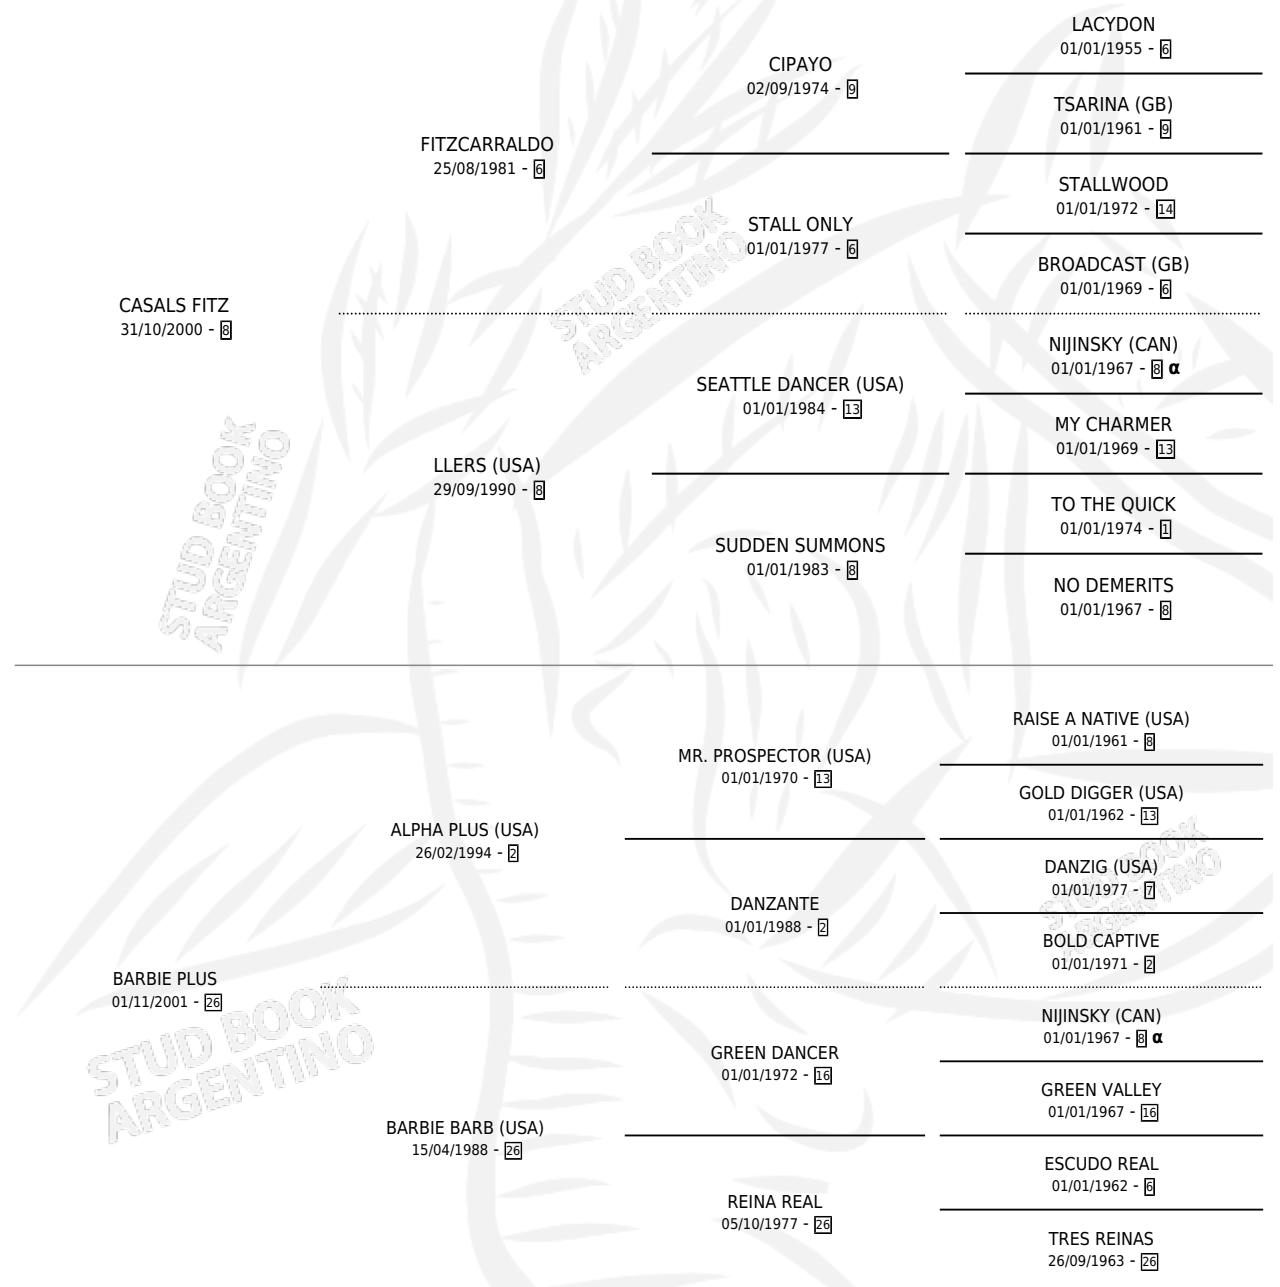 LACYDON
01/01/1955 - 6
CIPAYO
02/09/1974 - 9
TSARINA (GB)
01/01/1961 - 9
FITZCARRALDO
25/08/1981 - 6
STALLWOOD
01/01/1972 - 14
STALL ONLY
01/01/1977 - 6
BROADCAST (GB)
01/01/1969 - 6
CASALS FITZ
31/10/2000 - 8
NIJINSKY (CAN)
01/01/1967 - 8 α
SEATTLE DANCER (USA)
01/01/1984 - 13
MY CHARMER
01/01/1969 - 13
LLERS (USA)
29/09/1990 - 8
TO THE QUICK
01/01/1974 - 1
SUDDEN SUMMONS
01/01/1983 - 8
NO DEMERITS
01/01/1967 - 8
RAISE A NATIVE (USA)
01/01/1961 - 8
MR. PROSPECTOR (USA)
01/01/1970 - 13
GOLD DIGGER (USA)
01/01/1962 - 13
ALPHA PLUS (USA)
26/02/1994 - 2
DANZIG (USA)
01/01/1977 - 7
DANZANTE
01/01/1988 - 2
BOLD CAPTIVE
01/01/1971 - 2
BARBIE PLUS
01/11/2001 - 26
NIJINSKY (CAN)
01/01/1967 - 8 α
GREEN DANCER
01/01/1972 - 16
GREEN VALLEY
01/01/1967 - 16
BARBIE BARB (USA)
15/04/1988 - 26
ESCUDO REAL
01/01/1962 - 6
REINA REAL
05/10/1977 - 26
TRES REINAS
26/09/1963 - 26
STUD BOOK
ARGENTINO
STUD BOOK
ARGENTINO
STUD BOOK
ARGENTINO
STUD BOOK
ARGENTINO